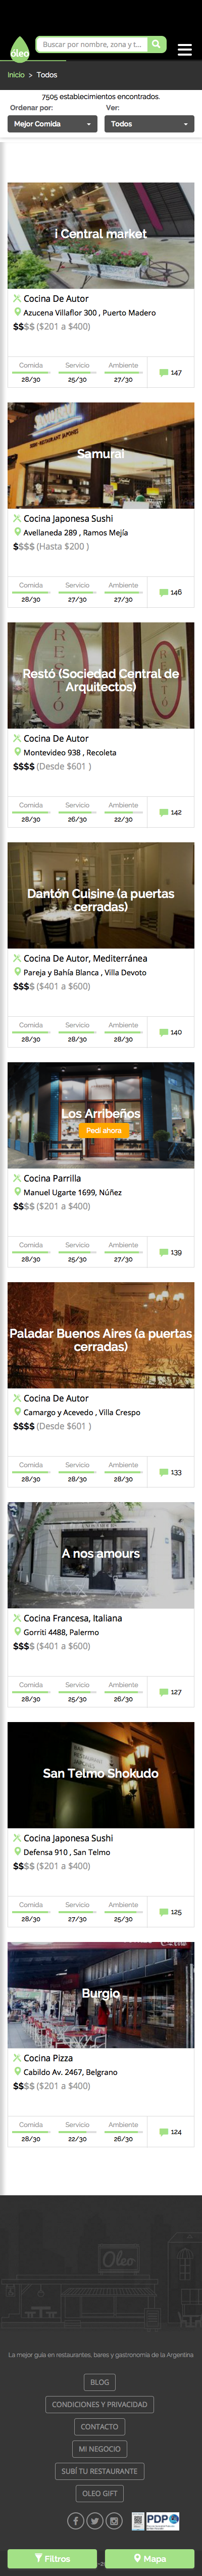 óleo
Buscar por nombre, zona y t...
Inicio > Todos
7505 establecimientos encontrados.
Ordenar por: Ver:
Mejor Comida Todos
i Central market
Cocina De Autor
Azucena Villaflor 300 , Puerto Madero
$$$$ ($201 a $400)
Comida Servicio Ambiente
28/30 25/30 27/30 147
Samurai
Cocina Japonesa Sushi
Avellaneda 289 , Ramos Mejía
$$$$ (Hasta $200 )
Comida Servicio Ambiente
28/30 27/30 27/30 146
Restó (Sociedad Central de
Arquitectos)
Cocina De Autor
Montevideo 938 , Recoleta
$$$$ (Desde $601 )
Comida Servicio Ambiente
28/30 26/30 22/30 142
Dantón Cuisine (a puertas
cerradas)
Cocina De Autor, Mediterránea
Pareja y Bahía Blanca , Villa Devoto
$$$$ ($401 a $600)
Comida Servicio Ambiente
28/30 28/30 28/30 140
Los Arribeños
Pedí ahora
Cocina Parrilla
Manuel Ugarte 1699, Núñez
$$$$ ($201 a $400)
Comida Servicio Ambiente
28/30 25/30 27/30 139
Paladar Buenos Aires (a puertas
cerradas)
Cocina De Autor
Camargo y Acevedo , Villa Crespo
$$$$ (Desde $601 )
Comida Servicio Ambiente
28/30 28/30 28/30 133
A nos amours
Cocina Francesa, Italiana
Gorriti 4488, Palermo
$$$$ ($401 a $600)
Comida Servicio Ambiente
28/30 25/30 26/30 127
San Telmo Shokudo
Cocina Japonesa Sushi
Defensa 910 , San Telmo
$$$$ ($201 a $400)
Comida Servicio Ambiente
28/30 27/30 25/30 125
Burgio
Cocina Pizza
Cabildo Av. 2467, Belgrano
$$$$ ($201 a $400)
Comida Servicio Ambiente
28/30 22/30 26/30 124
Oleo
La mejor guía en restaurantes, bares y gastronomía de la Argentina
BLOG
CONDICIONES Y PRIVACIDAD
CONTACTO
MI NEGOCIO
SUBÍ TU RESTAURANTE
OLEO GIFT
PDP
Filtros Mapa